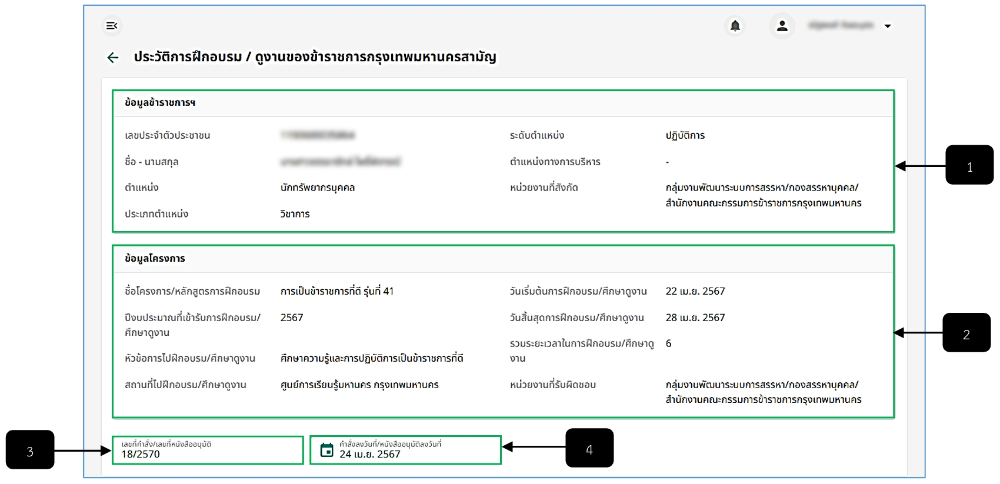 ประวัติการฝึกอบรม / ดูงานของข้าราชการกรุงเทพมหานครสามัญ
ข้อมูลข้าราชการฯ
เลขประจำตัวประชาชน
ระดับตำแหน่ง ปฏิบัติการ
ชื่อ - นามสกุล
ตำแหน่งทางการบริหาร -
1
ตำแหน่ง นักทรัพยากรบุคคล
หน่วยงานที่สังกัด กลุ่มงานพัฒนาระบบการสรรหา/กองสรรหาบุคคล/
สำนักงานคณะกรรมการข้าราชการกรุงเทพมหานคร
ประเภทตำแหน่ง วิชาการ
ข้อมูลโครงการ
ชื่อโครงการ/หลักสูตรการฝึกอบรม การเป็นข้าราชการที่ดี รุ่นที่ 41
วันเริ่มต้นการฝึกอบรม/ศึกษาดูงาน 22 เม.ย. 2567
ปีงบประมาณที่เข้ารับการฝึกอบรม/ 2567
ศึกษาดูงาน
วันสิ้นสุดการฝึกอบรม/ศึกษาดูงาน 28 เม.ย. 2567
2
รวมระยะเวลาในการฝึกอบรม/ศึกษาดู 6
งาน
หัวข้อการไปฝึกอบรม/ศึกษาดูงาน ศึกษาความรู้และการปฏิบัติการเป็นข้าราชการที่ดี
สถานที่ไปฝึกอบรม/ศึกษาดูงาน ศูนย์การเรียนรู้มหานคร กรุงเทพมหานคร
หน่วยงานที่รับผิดชอบ กลุ่มงานพัฒนาระบบการสรรหา/กองสรรหาบุคคล/
สำนักงานคณะกรรมการข้าราชการกรุงเทพมหานคร
3
เลขที่คำสั่ง/เลขที่หนังสืออนุมัติ
18/2570
คำสั่งลงวันที่/หนังสืออนุมัติลงวันที่
24 เม.ย. 2567
4